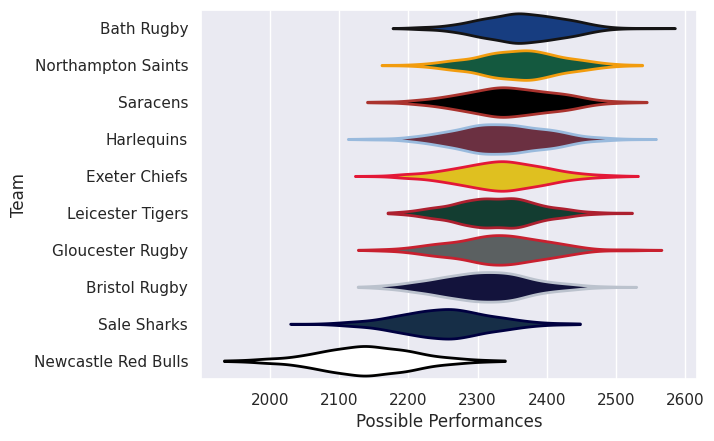 Bath Rugby
Northampton Saints
Saracens
Harlequins
Exeter Chiefs
Leicester Tigers
Gloucester Rugby
Bristol Rugby
Sale Sharks
Newcastle Red Bulls
Team
2000 2100 2200 2300 2400 2500 2600
Possible Performances